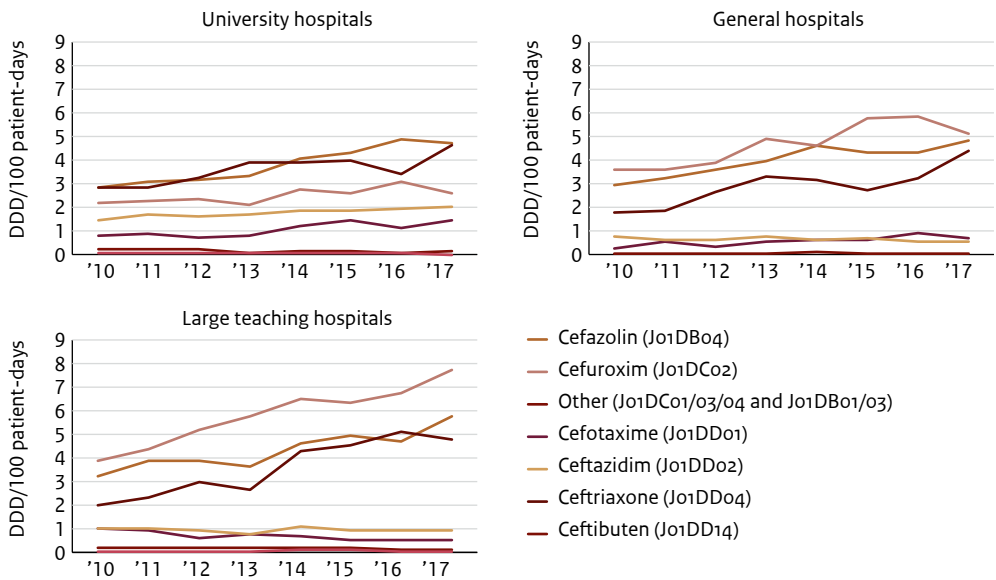 University hospitals
DDD/100 patient-days
9
8
7
6
5
4
3
2
1
0
’10 ’11 ’12 ’13 ’14 ’15 ’16 ’17
General hospitals
DDD/100 patient-days
9
8
7
6
5
4
3
2
1
0
’10 ’11 ’12 ’13 ’14 ’15 ’16 ’17
Large teaching hospitals
DDD/100 patient-days
9
8
7
6
5
4
3
2
1
0
’10 ’11 ’12 ’13 ’14 ’15 ’16 ’17
Cefazolin (J01DB04)
Cefuroxim (J01DC02)
Other (J01DC01/03/04 and J01DB01/03)
Cefotaxime (J01DD01)
Ceftazidim (J01DD02)
Ceftriaxone (J01DD04)
Ceftibuten (J01DD14)